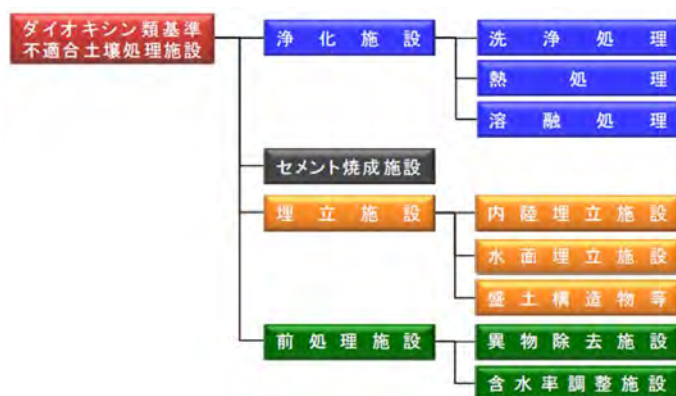 ダイオキシン類基準
不適合土壌処理施設
浄化施設
洗浄処理
熱処理
溶融処理
セメント焼成施設
埋立施設
内陸埋立施設
水面埋立施設
盛土構造物等
前処理施設
異物除去施設
含水率調整施設